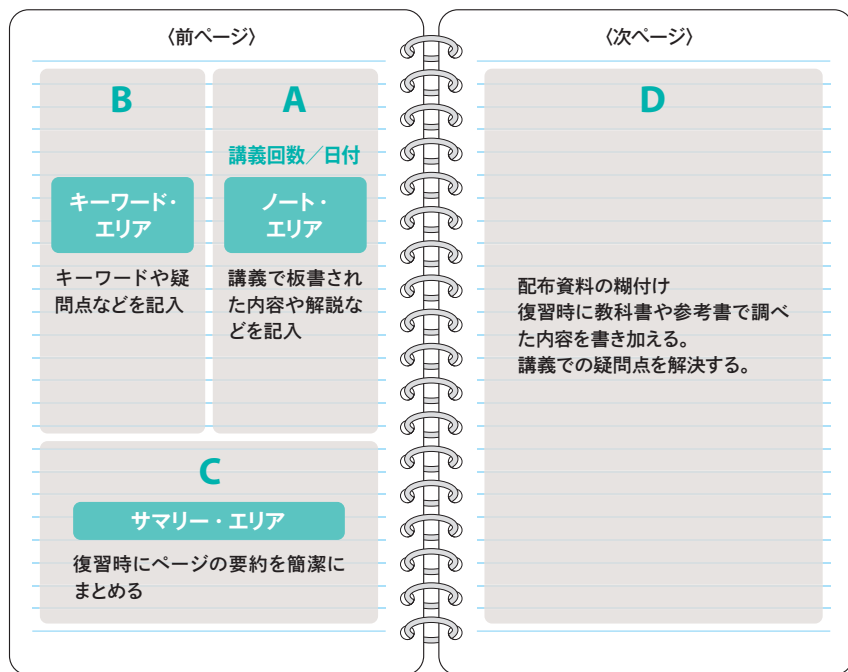 〈前ページ〉
B
キーワード・
エリア
キーワードや疑
問点などを記入
A
講義回数／日付
ノート・
エリア
講義で板書され
た内容や解説な
どを記入
C
サマリー・エリア
復習時にページの要約を簡潔に
まとめる
〈次ページ〉
D
配布資料の糊付け
復習時に教科書や参考書で調べ
た内容を書き加える。
講義での疑問点を解決する。